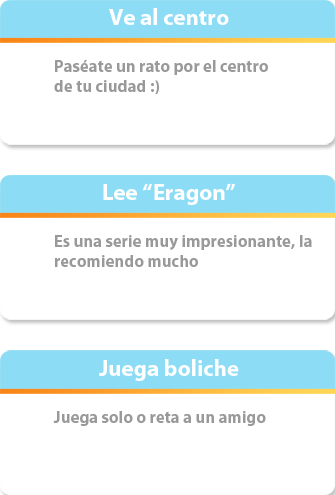 Ve al centro
Paséate un rato por el centro
de tu ciudad :)
Lee “Eragon”
Es una serie muy impresionante, la
recomiendo mucho
Juega boliche
Juega solo o reta a un amigo